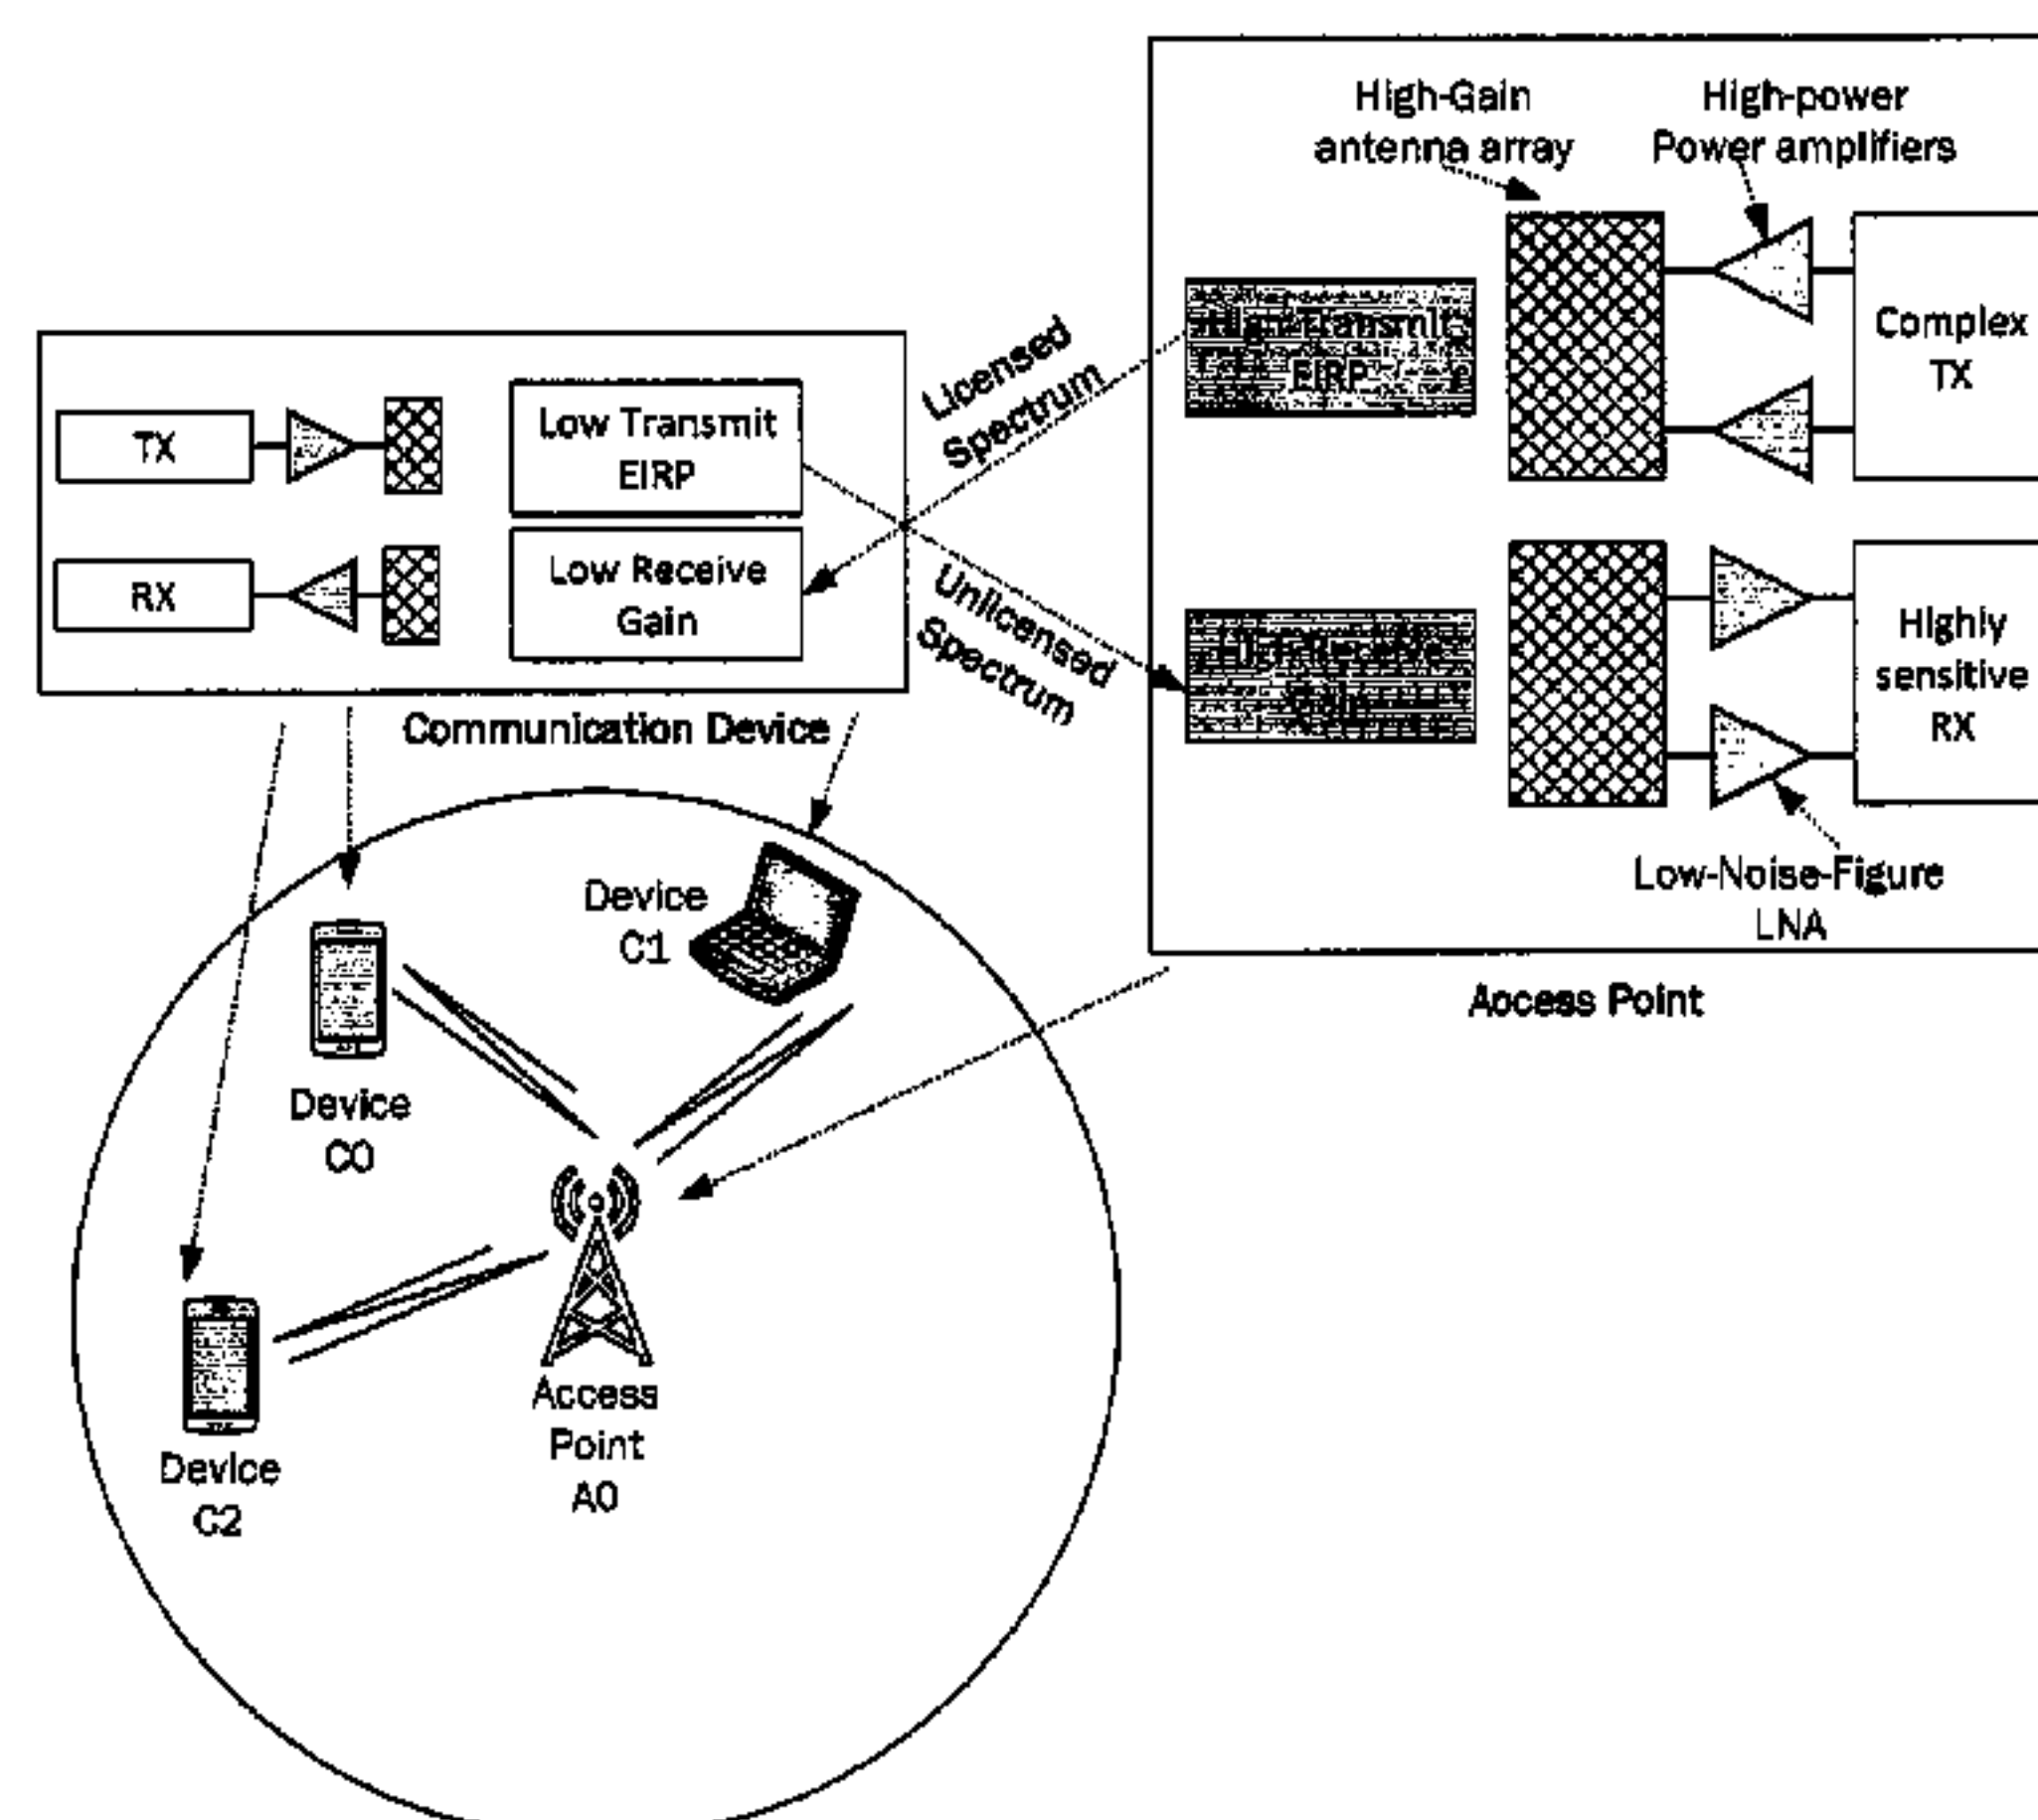 High-Gain
antenna array
High-power
Power amplifiers
Complex
TX
EIRP
Licensed
Spectrum
TX
Low Transmit
EIRP
RX
Low Receive
Gain
Unlicensed
Spectrum
Highly
sensitive
RX
Communication Device
Low-Noise-Figure
LNA
Access Point
Device
C1
Device
C0
Device
C2
Access
Point
A0